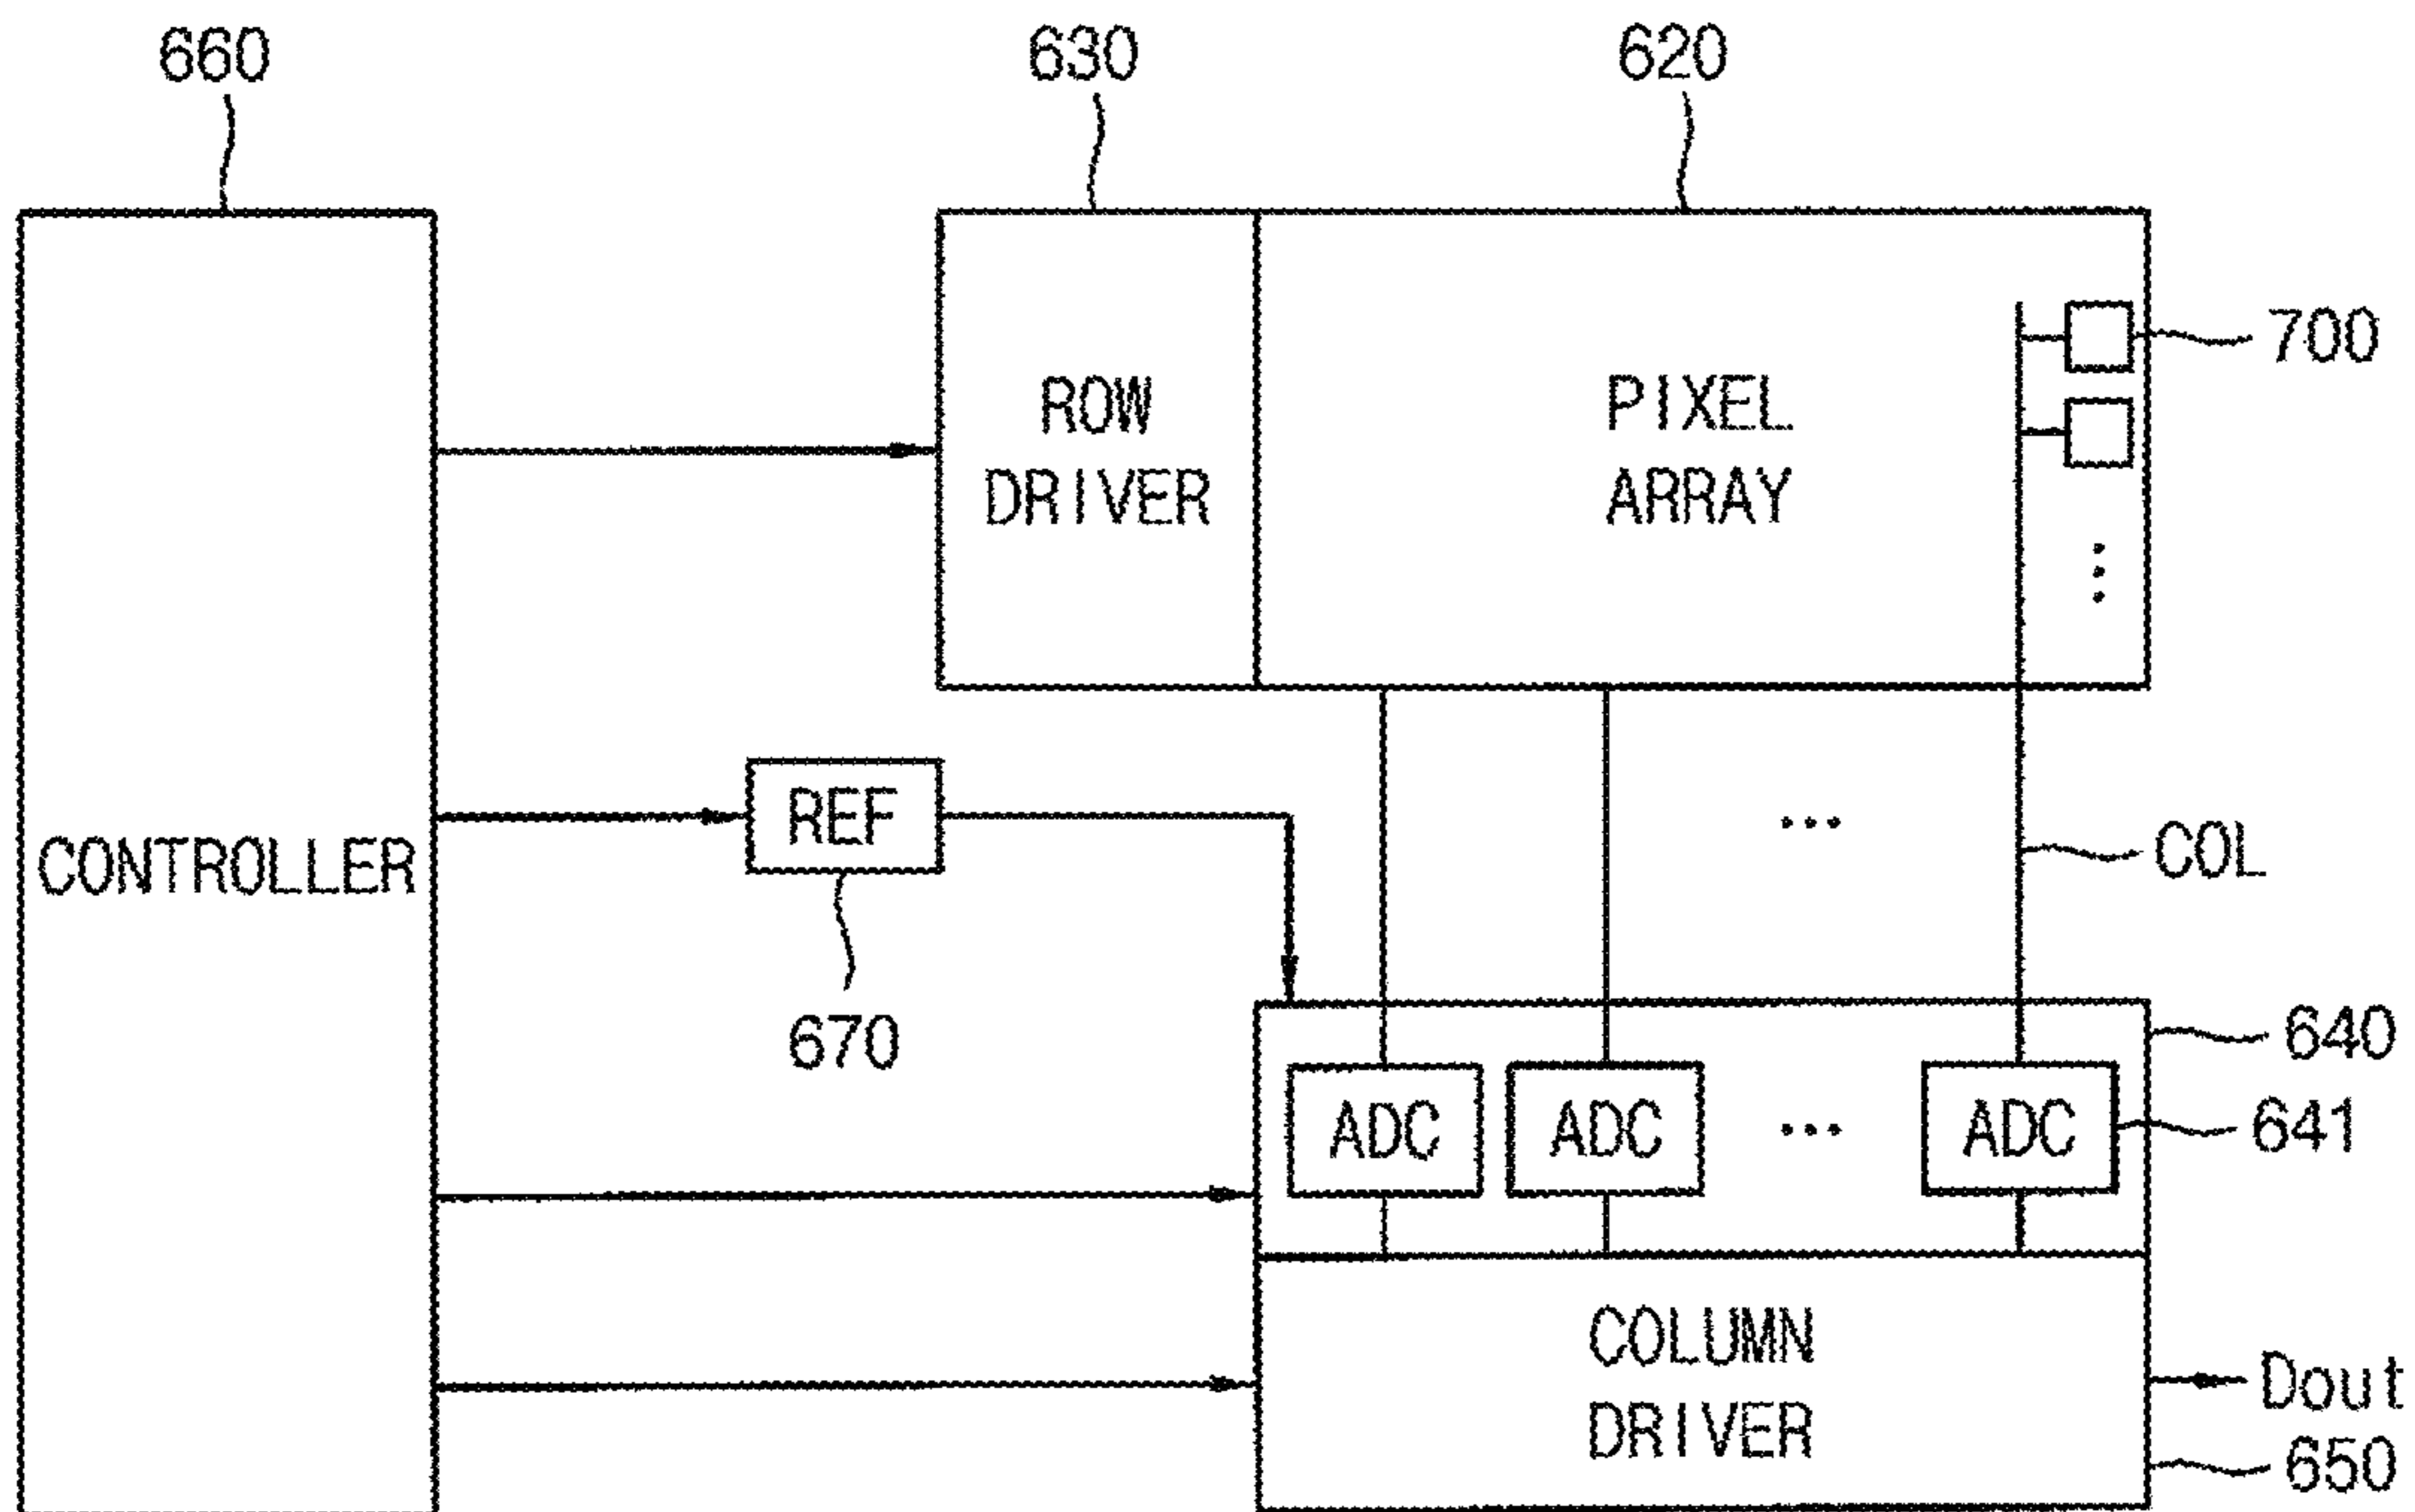 660
630
620
700
ROW
DRIVER
PIXEL
ARRAY
...
REF
...
CONTROLLER
COL
670
640
ADC
ADC
...
ADC
641
COLUMN
DRIVER
Dout
650